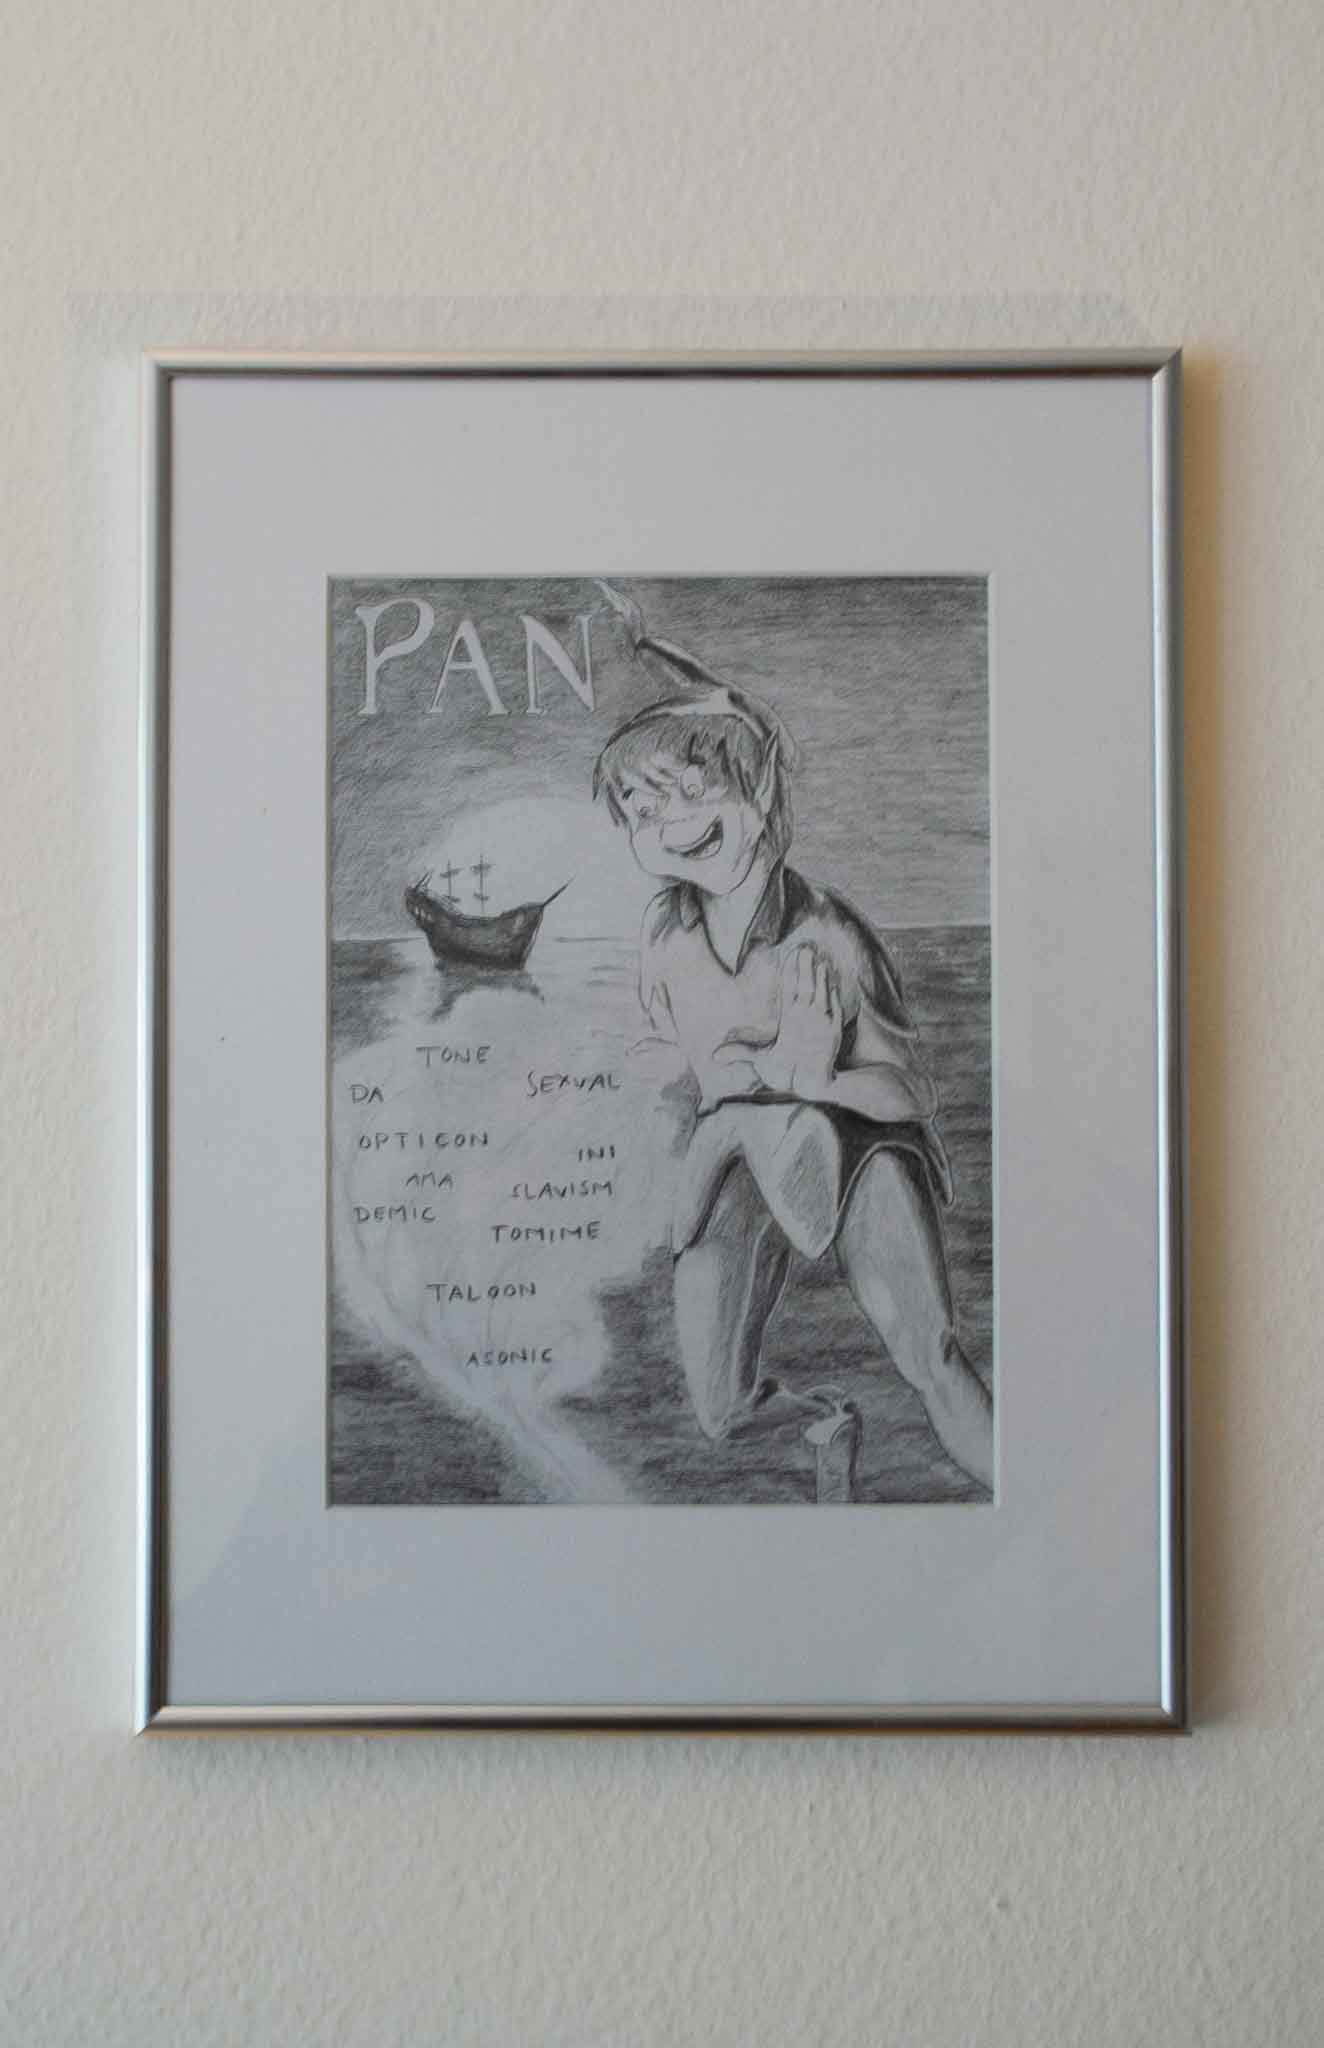 PAN
TONE
SEXUAL
DA
OPTICON
INI
AMA
SLAVISM
DEMIC
TOMIME
TALOON
ASONIC